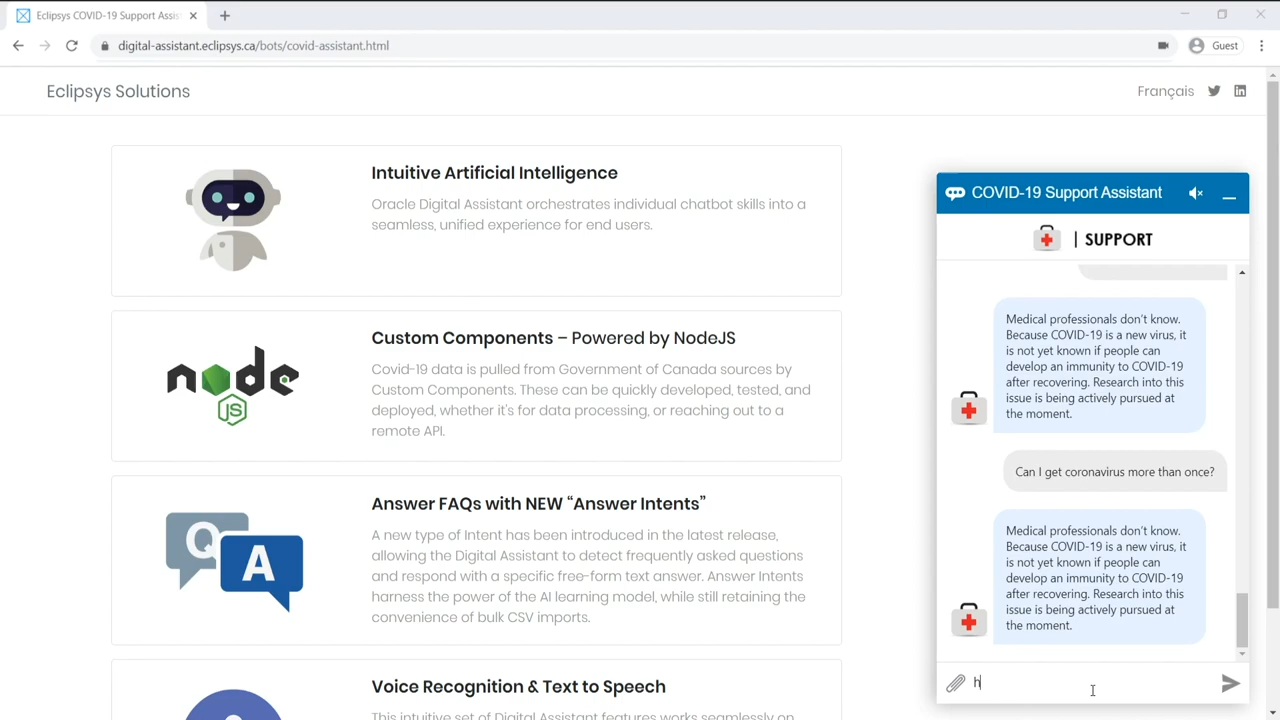 Eclipsys COVID-19 Support Assis
digital-assistant.eclipsys.ca/bots/covid-assistant.html
Guest
Eclipsys Solutions
Français
Intuitive Artificial Intelligence
Oracle Digital Assistant orchestrates individual chatbot skills into a
seamless, unified experience for end users.
node
JS
Custom Components – Powered by NodeJS
Covid-19 data is pulled from Government of Canada sources by
Custom Components. These can be quickly developed, tested, and
deployed, whether it's for data processing, or reaching out to a
remote API.
Q
A
Answer FAQs with NEW “Answer Intents”
A new type of Intent has been introduced in the latest release,
allowing the Digital Assistant to detect frequently asked questions
and respond with a specific free-form text answer. Answer Intents
harness the power of the AI learning model, while still retaining the
convenience of bulk CSV imports.
Voice Recognition & Text to Speech
This intuitive set of Digital Assistant features works seamlessly on
COVID-19 Support Assistant
| SUPPORT
Medical professionals don't know.
Because COVID-19 is a new virus, it
is not yet known if people can
develop an immunity to COVID-19
after recovering. Research into this
issue is being actively pursued at
the moment.
Can I get coronavirus more than once?
Medical professionals don't know.
Because COVID-19 is a new virus, it
is not yet known if people can
develop an immunity to COVID-19
after recovering. Research into this
issue is being actively pursued at
the moment.
h